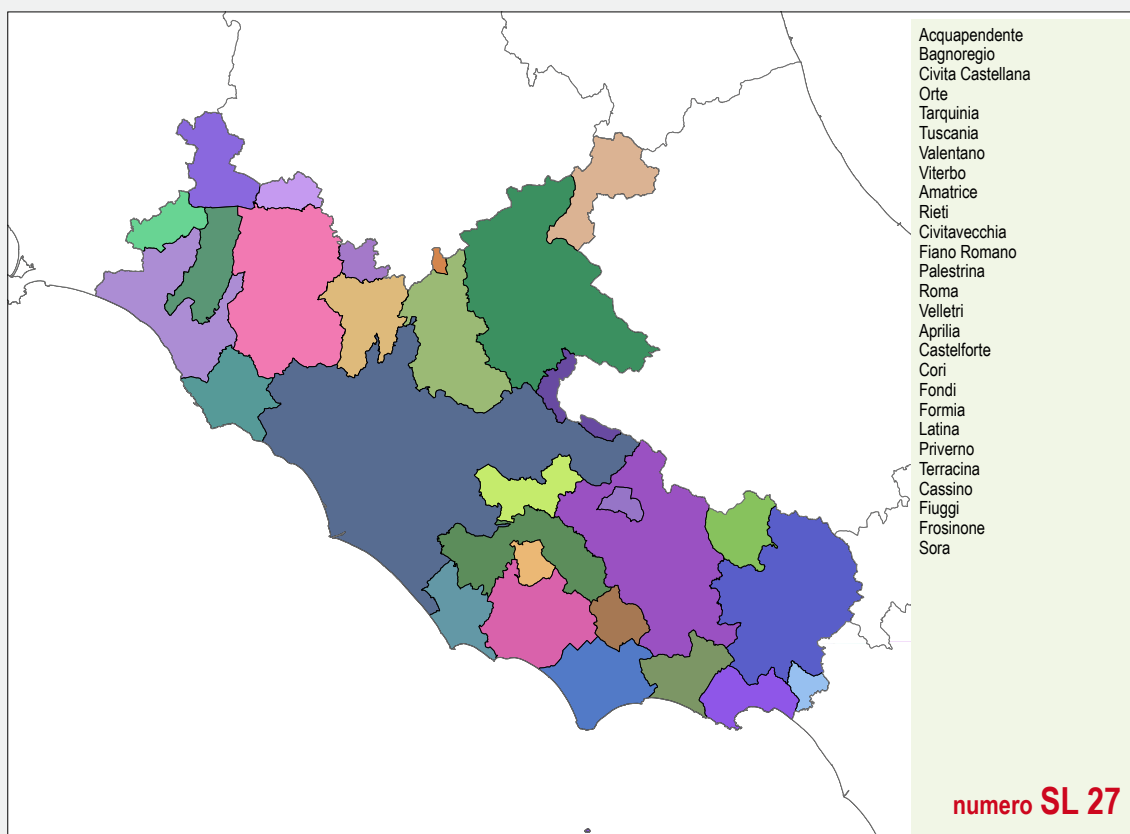 Acquapendente
Bagnoregio
Civita Castellana
Orte
Tarquinia
Tuscania
Valentano
Viterbo
Amatrice
Rieti
Civitavecchia
Fiano Romano
Palestrina
Roma
Velletri
Aprilia
Castelforte
Cori
Fondi
Formia
Latina
Priverno
Terracina
Cassino
Fiuggi
Frosinone
Sora
numero SL 27